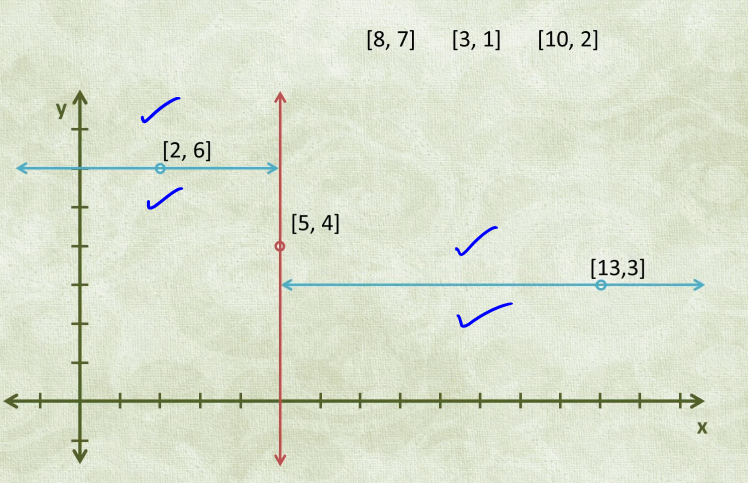 [8, 7] [3, 1] [10, 2]
y
[2, 6]
[5, 4]
[13,3]
x